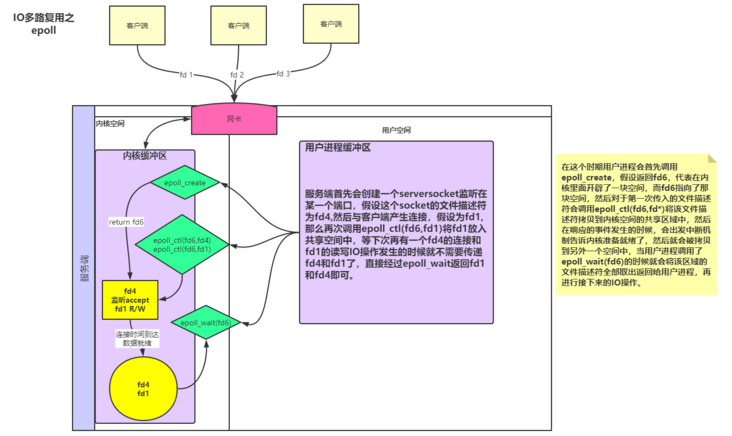 IO多路复用之
epoll
客户端
客户端
客户端
fd 1
fd 2
fd 3
网卡
内核空间
用户空间
服务端
内核缓冲区
用户进程缓冲区
epoll_create
return fd6
epoll_ctl(fd6,fd4)
epoll_ctl(fd6,fd1)
fd4
监听accept
fd1 R/W
epoll_wait(fd6)
连接时间到达
数据就绪
fd4
fd1
服务端首先会创建一个serversocket监听在
某一个端口，假设这个socket的文件描述符
为fd4,然后与客户端产生连接，假设为fd1,
那么再次调用epoll_ctl(fd6,fd1)将fd1放入
共享空间中，等下次再有一个fd4的连接和
fd1的读写IO操作发生的时候就不需要传递
fd4和fd1了，直接经过epoll_wait返回fd1
和fd4即可。
在这个时期用户进程会首先调用
epoll_create，假设返回fd6，代表在内
核里面开辟了一块空间，而fd6指向了那
块空间，然后对于第一次传入的文件描述
符会调用epoll_ctl(fd6,fd*)将该文件描
述符拷贝到内核空间的共享区域中，然后
在响应的事件发生的时候，会出发中断机
制告诉内核准备就绪了，然后就会被拷贝
到另外一个空间中，当用户进程调用了
epoll_wait(fd6)的时候就会将该区域的
文件描述符全部取出返回给用户进程，再
进行接下来的IO操作。